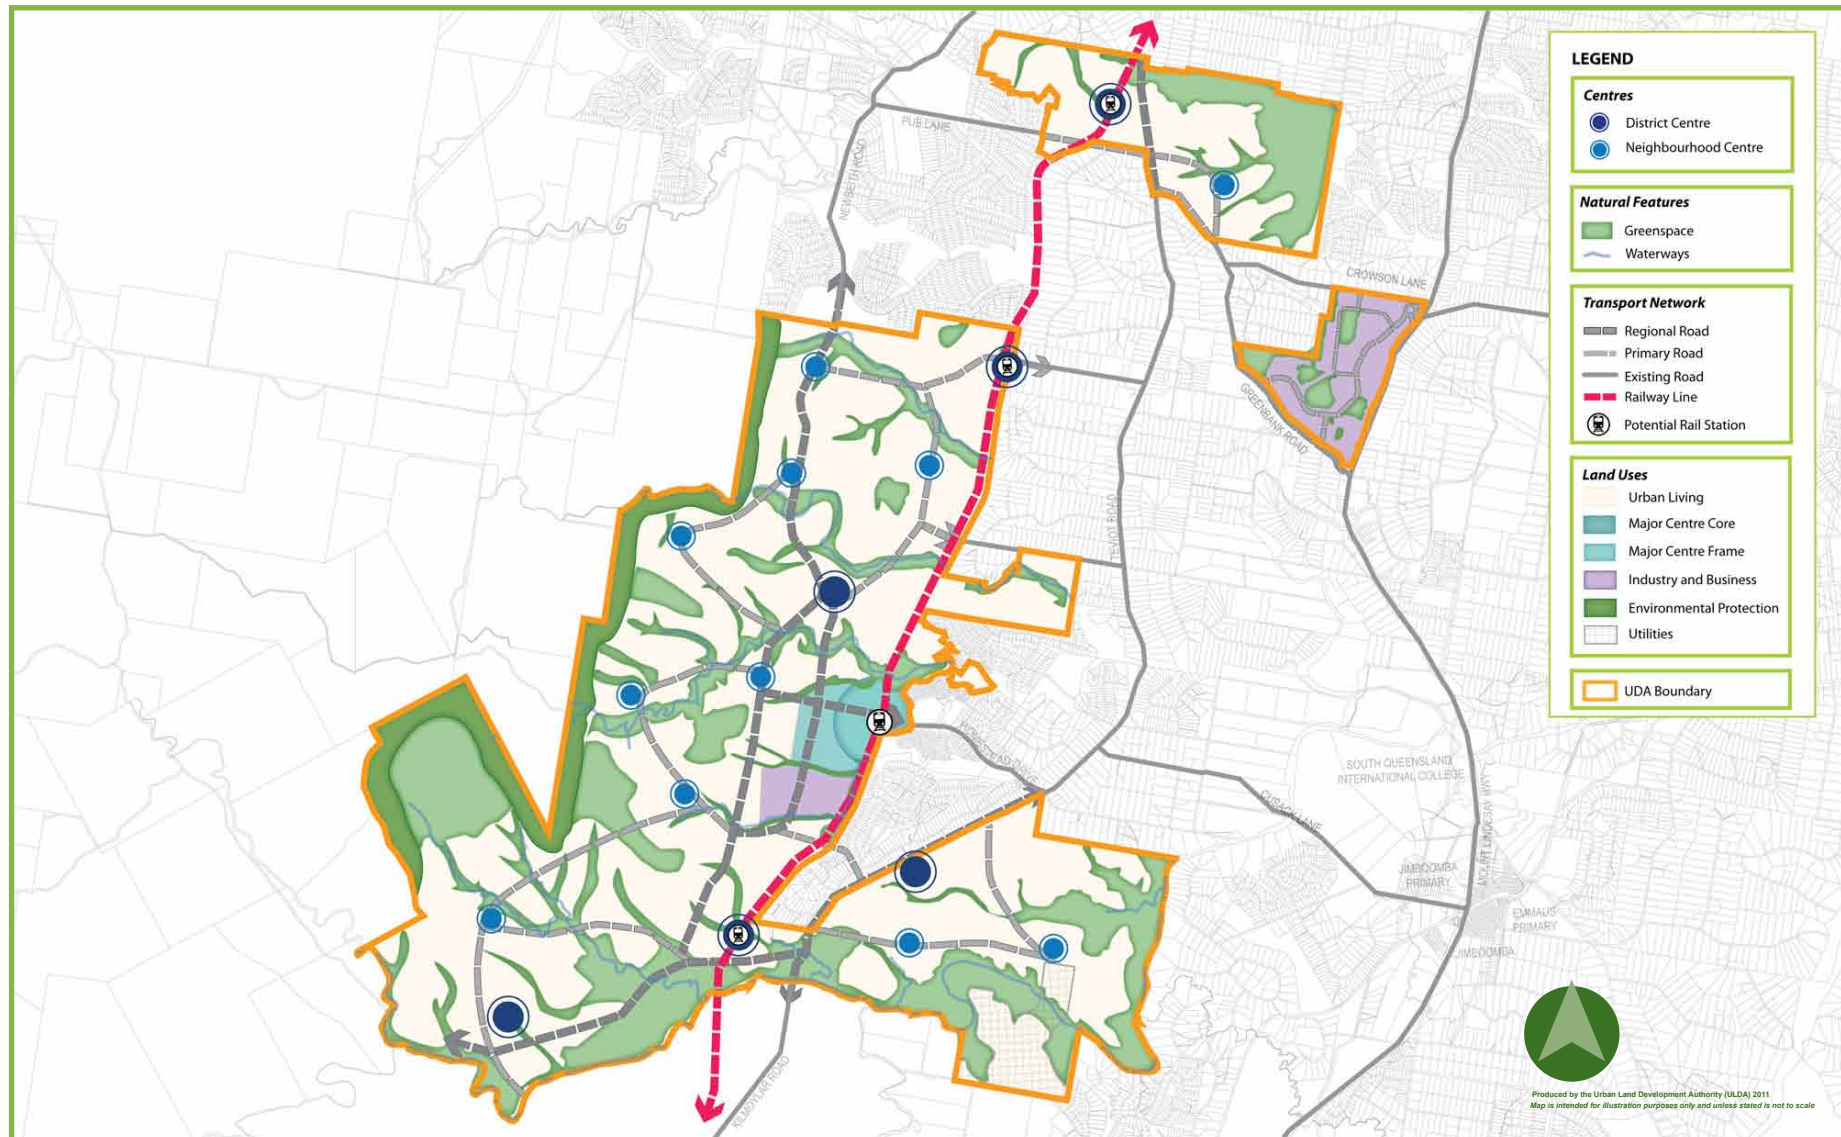 PUB LANE
NEWBEITH ROAD
CROWSON LANE
GREENBANK ROAD
TEVIOT ROAD
HOMESTEAD DRIVE
SOUTH QUEENSLAND
INTERNATIONAL COLLEGE
CUSACK LANE
MOUNT LINDESAY HWY
JIMBOOMBA
PRIMARY
EMMAUS
PRIMARY
JIMBOOMBA
KILMOYLAR ROAD
LEGEND
Centres
District Centre
Neighbourhood Centre
Natural Features
Greenspace
Waterways
Transport Network
Regional Road
Primary Road
Existing Road
Railway Line
Potential Rail Station
Land Uses
Urban Living
Major Centre Core
Major Centre Frame
Industry and Business
Environmental Protection
Utilities
UDA Boundary
Produced by the Urban Land Development Authority (ULDA) 2011
Map is intended for illustration purposes only and unless stated is not to scale